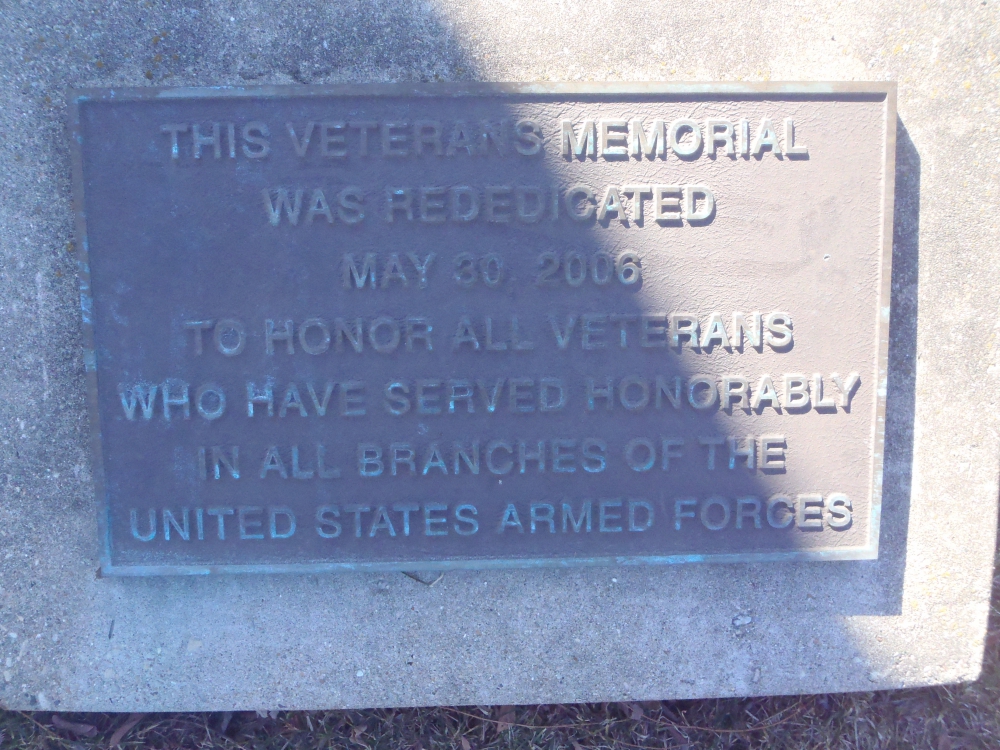 THIS VETERANS MEMORIAL
WAS REDEDICATED
MAY 30, 2006
TO HONOR ALL VETERANS
WHO HAVE SERVED HONORABLY
IN ALL BRANCHES OF THE
UNITED STATES ARMED FORCES